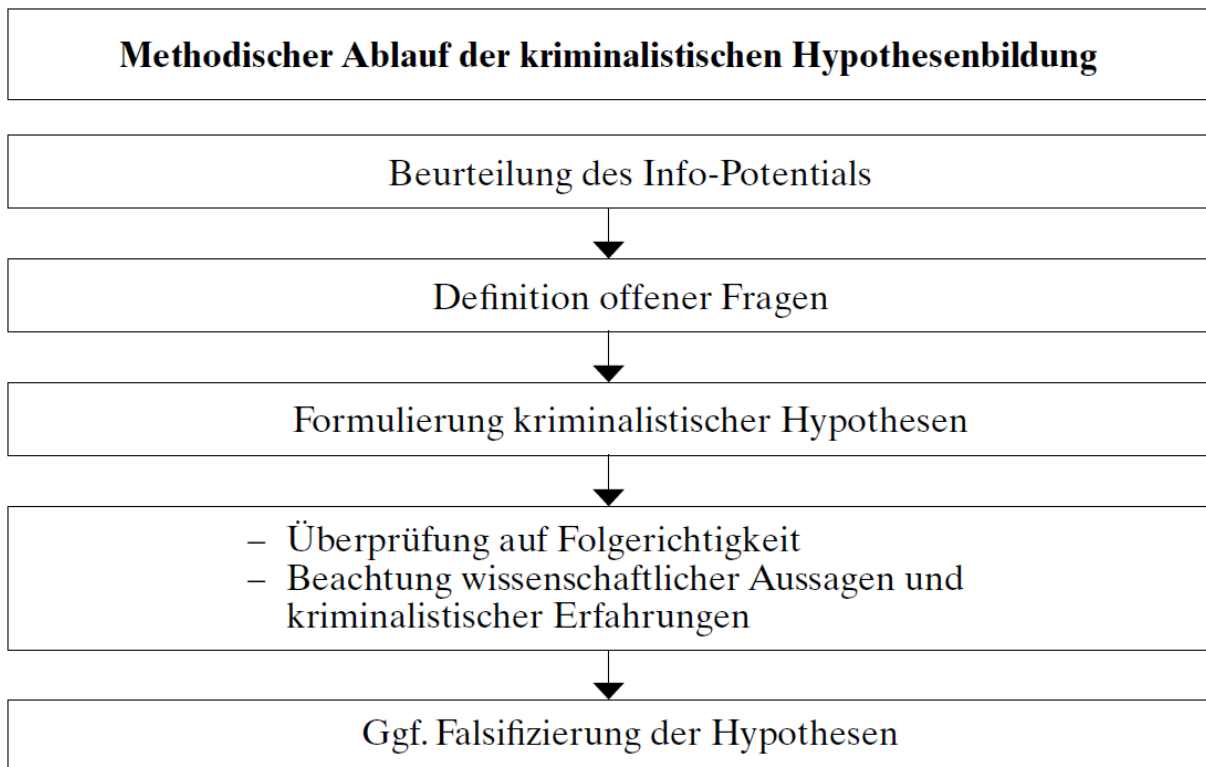 Methodischer Ablauf der kriminalistischen Hypothesenbildung
Beurteilung des Info-Potentials
Definition offener Fragen
Formulierung kriminalistischer Hypothesen
– Überprüfung auf Folgerichtigkeit
– Beachtung wissenschaftlicher Aussagen und
kriminalistischer Erfahrungen
Ggf. Falsifizierung der Hypothesen